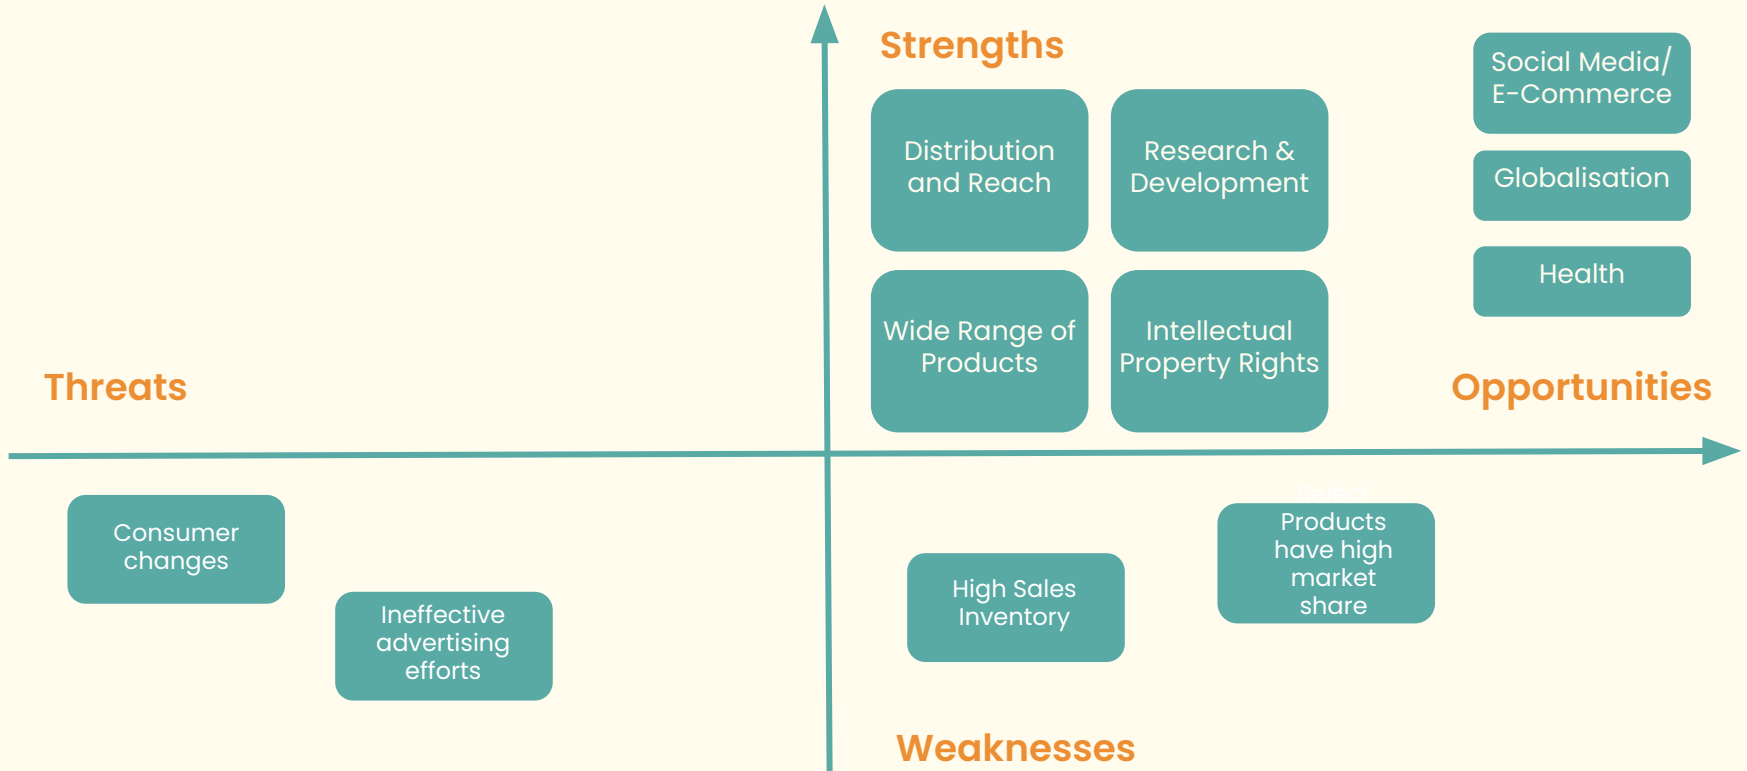 Strengths
Distribution
and Reach
Research &
Development
Wide Range of
Products
Intellectual
Property Rights
Social Media/
E-Commerce
Globalisation
Health
Opportunities
Threats
Consumer
changes
Ineffective
advertising
efforts
High Sales
Inventory
Select
Products
have high
market
share
Weaknesses